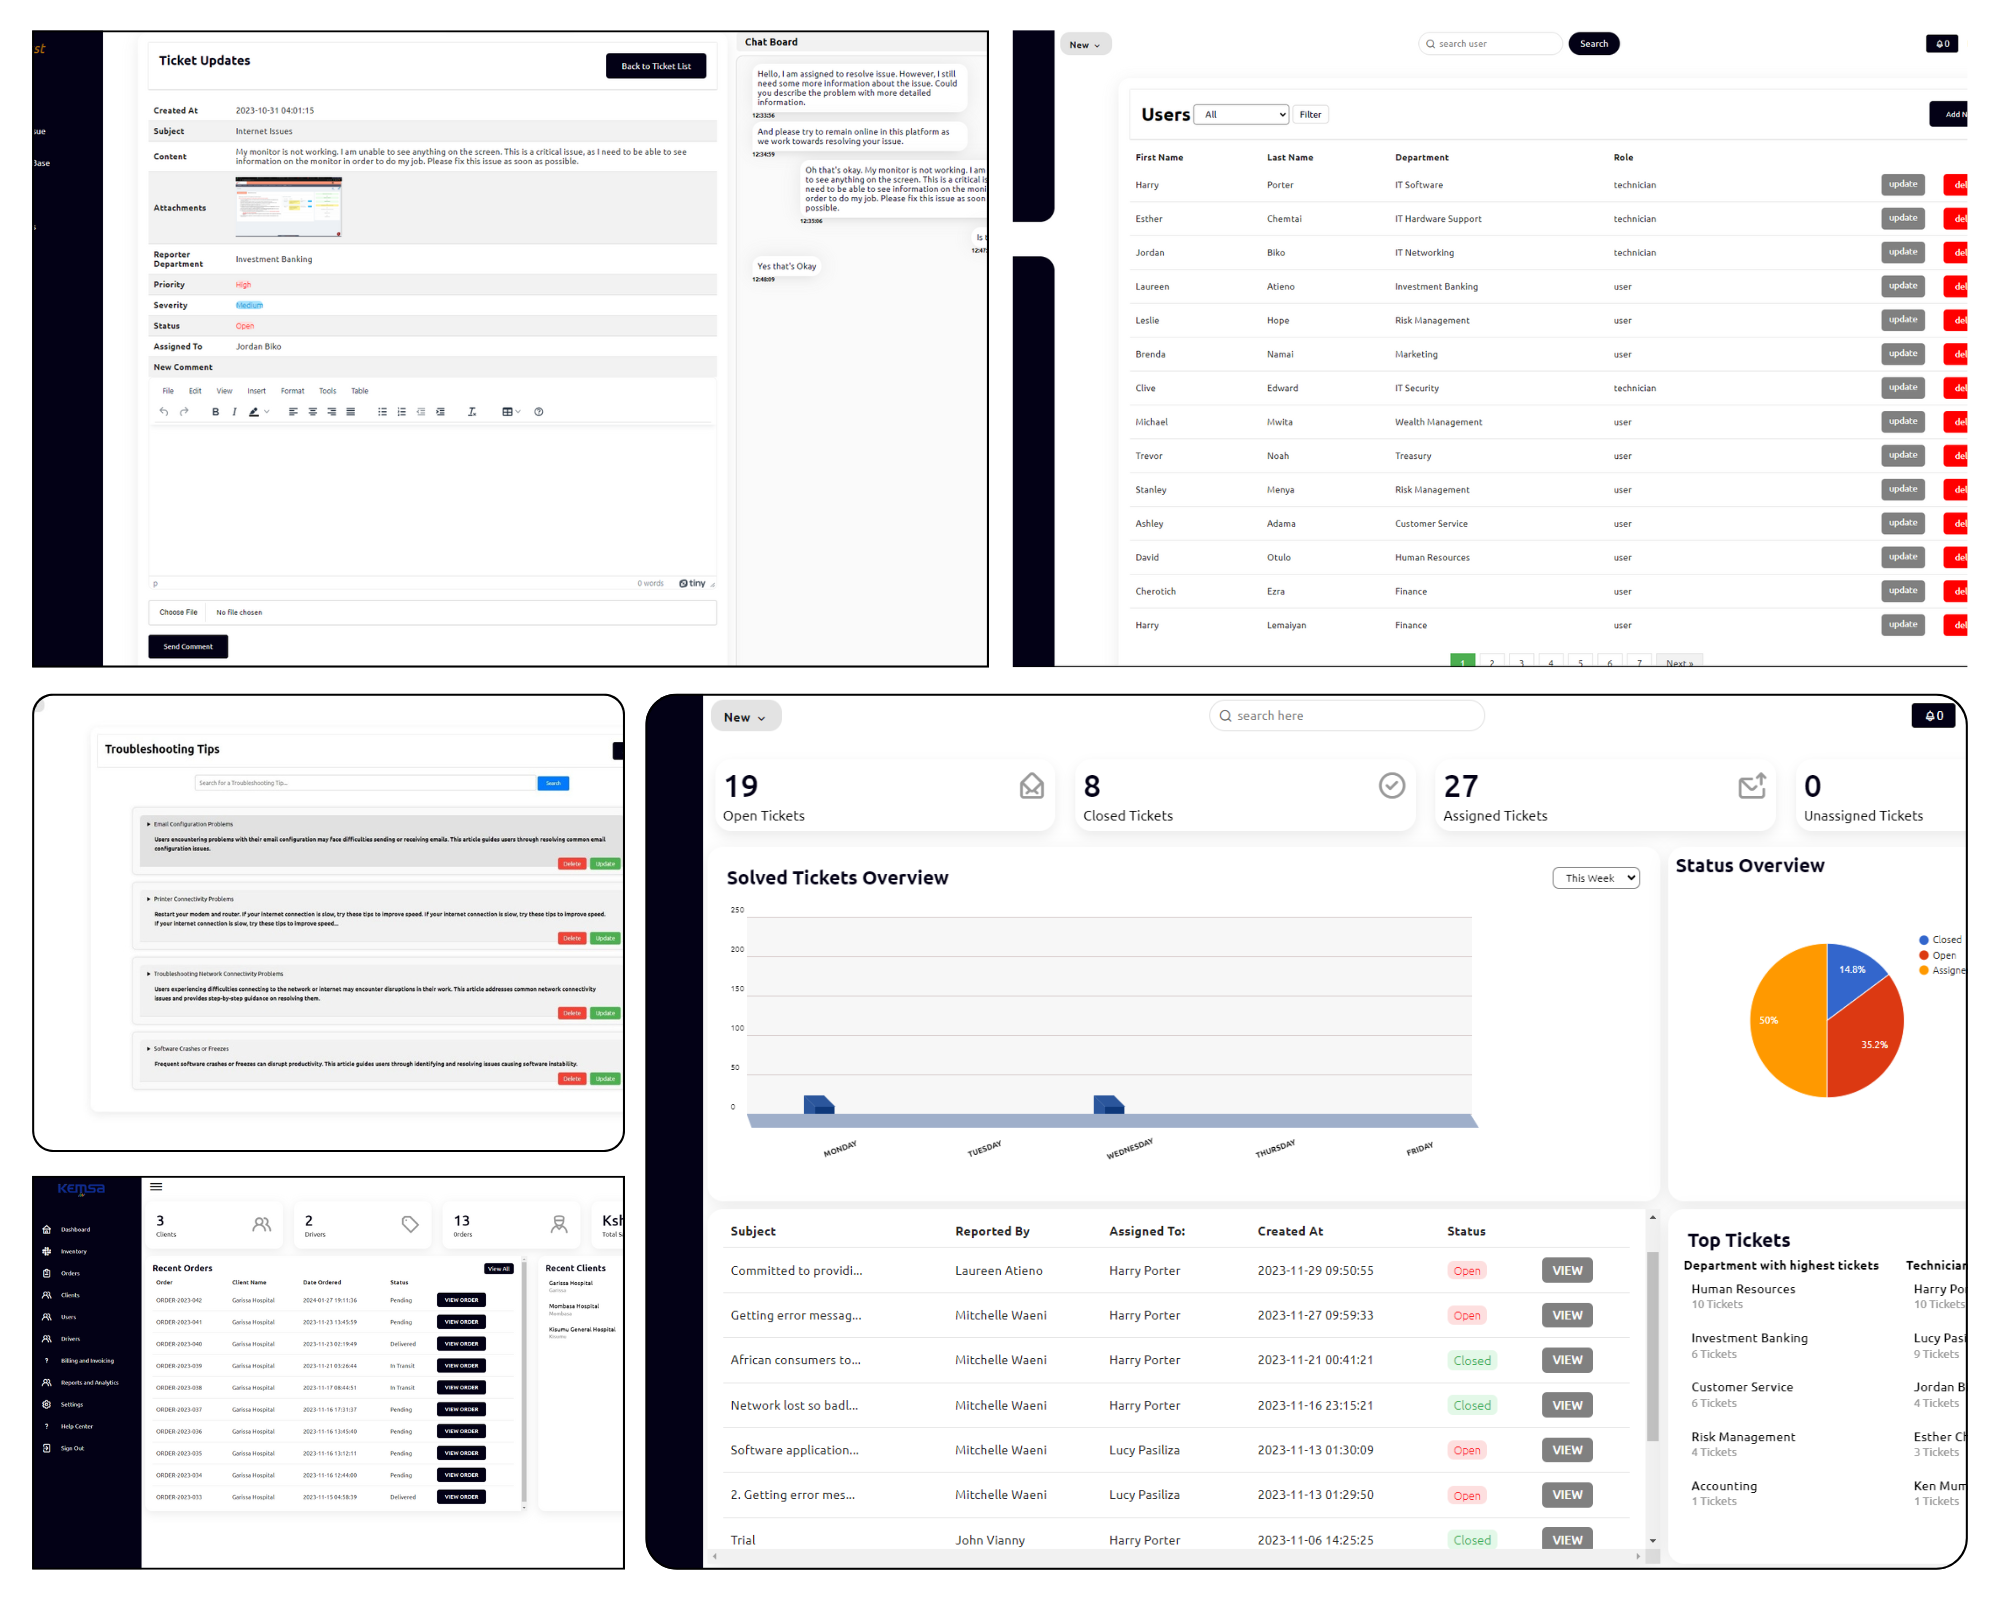 st
sue
Base
s
Ticket Updates
Back to Ticket List
Created At 2023-10-31 04:01:15
Subject Internet Issues
Content My monitor is not working. I am unable to see anything on the screen. This is a critical issue, as I need to be able to see
information on the monitor in order to do my job. Please fix this issue as soon as possible.
Attachments
Reporter
Department Investment Banking
Priority High
Severity Medium
Status Open
Assigned To Jordan Biko
New Comment
File Edit View Insert Format Tools Table
B I
p 0 words tiny
Choose File No file chosen
Send Comment
Chat Board
Hello, I am assigned to resolve issue. However, I still
need some more information about the issue. Could
you describe the problem with more detailed
information.
12:33:56
And please try to remain online in this platform as
we work towards resolving your issue.
12:34:59
Oh that's okay. My monitor is not working. I am
to see anything on the screen. This is a critical is
need to be able to see information on the moni
order to do my job. Please fix this issue as soon
possible.
12:35:06
Is t
12:47:
Yes that's Okay
12:48:09
New
search user Search 0
Users All Filter Add N
First Name Last Name Department Role
Harry Porter IT Software technician update del
Esther Chemtai IT Hardware Support technician update del
Jordan Biko IT Networking technician update del
Laureen Atieno Investment Banking user update del
Leslie Hope Risk Management user update del
Brenda Namai Marketing user update del
Clive Edward IT Security technician update del
Michael Mwita Wealth Management user update del
Trevor Noah Treasury user update del
Stanley Menya Risk Management user update del
Ashley Adama Customer Service user update del
David Otulo Human Resources user update del
Cherotich Ezra Finance user update del
Harry Lemaiyan Finance user update del
1 2 3 4 5 6 7 Next »
Troubleshooting Tips
Search for a Troubleshooting Tip... Search
Email Configuration Problems
Users encountering problems with their email configuration may face difficulties sending or receiving emails. This article guides users through resolving common email
configuration issues.
Delete Update
Printer Connectivity Problems
Restart your modem and router. If your internet connection is slow, try these tips to improve speed. If your internet connection is slow, try these tips to improve speed.
If your internet connection is slow, try these tips to improve speed...
Delete Update
Troubleshooting Network Connectivity Problems
Users experiencing difficulties connecting to the network or internet may encounter disruptions in their work. This article addresses common network connectivity
issues and provides step-by-step guidance on resolving them.
Delete Update
Software Crashes or Freezes
Frequent software crashes or freezes can disrupt productivity. This article guides users through identifying and resolving issues causing software instability.
Delete Update
KEMSA
Dashboard
Inventory
Orders
Clients
Users
Drivers
? Billing and Invoicing
Reports and Analytics
Settings
? Help Center
Sign Out
3
Clients
2
Drivers
13
Orders
Ksh
Total Sa
Recent Orders View All
Order Client Name Date Ordered Status
ORDER-2023-042 Garissa Hospital 2024-01-27 19:11:36 Pending VIEW ORDER
ORDER-2023-041 Garissa Hospital 2023-11-23 13:45:59 Pending VIEW ORDER
ORDER-2023-040 Garissa Hospital 2023-11-23 02:19:49 Delivered VIEW ORDER
ORDER-2023-039 Garissa Hospital 2023-11-21 03:26:44 In Transit VIEW ORDER
ORDER-2023-038 Garissa Hospital 2023-11-17 08:44:51 In Transit VIEW ORDER
ORDER-2023-037 Garissa Hospital 2023-11-16 17:31:37 Pending VIEW ORDER
ORDER-2023-036 Garissa Hospital 2023-11-16 13:45:40 Pending VIEW ORDER
ORDER-2023-035 Garissa Hospital 2023-11-16 13:12:11 Pending VIEW ORDER
ORDER-2023-034 Garissa Hospital 2023-11-16 12:44:00 Pending VIEW ORDER
ORDER-2023-033 Garissa Hospital 2023-11-15 04:58:39 Delivered VIEW ORDER
Recent Clients
Garissa Hospital
Garissa
Mombasa Hospital
Mombasa
Kisumu General Hospital
Kisumu
New
search here 0
19
Open Tickets
8
Closed Tickets
27
Assigned Tickets
0
Unassigned Tickets
Solved Tickets Overview This Week
250
200
150
100
50
0
MONDAY TUESDAY WEDNESDAY THURSDAY FRIDAY
Status Overview
14.8%
35.2%
50%
Closed
Open
Assigne
Subject Reported By Assigned To: Created At Status
Committed to providi... Laureen Atieno Harry Porter 2023-11-29 09:50:55 Open VIEW
Getting error messag... Mitchelle Waeni Harry Porter 2023-11-27 09:59:33 Open VIEW
African consumers to... Mitchelle Waeni Harry Porter 2023-11-21 00:41:21 Closed VIEW
Network lost so badl... Mitchelle Waeni Harry Porter 2023-11-16 23:15:21 Closed VIEW
Software application... Mitchelle Waeni Lucy Pasiliza 2023-11-13 01:30:09 Open VIEW
2. Getting error mes... Mitchelle Waeni Lucy Pasiliza 2023-11-13 01:29:50 Open VIEW
Trial John Vianny Harry Porter 2023-11-06 14:25:25 Closed VIEW
Top Tickets
Department with highest tickets
Human Resources
10 Tickets
Investment Banking
6 Tickets
Customer Service
6 Tickets
Risk Management
4 Tickets
Accounting
1 Tickets
Technician
Harry Po
10 Tickets
Lucy Pasi
9 Tickets
Jordan B
4 Tickets
Esther Ch
3 Tickets
Ken Mum
1 Tickets